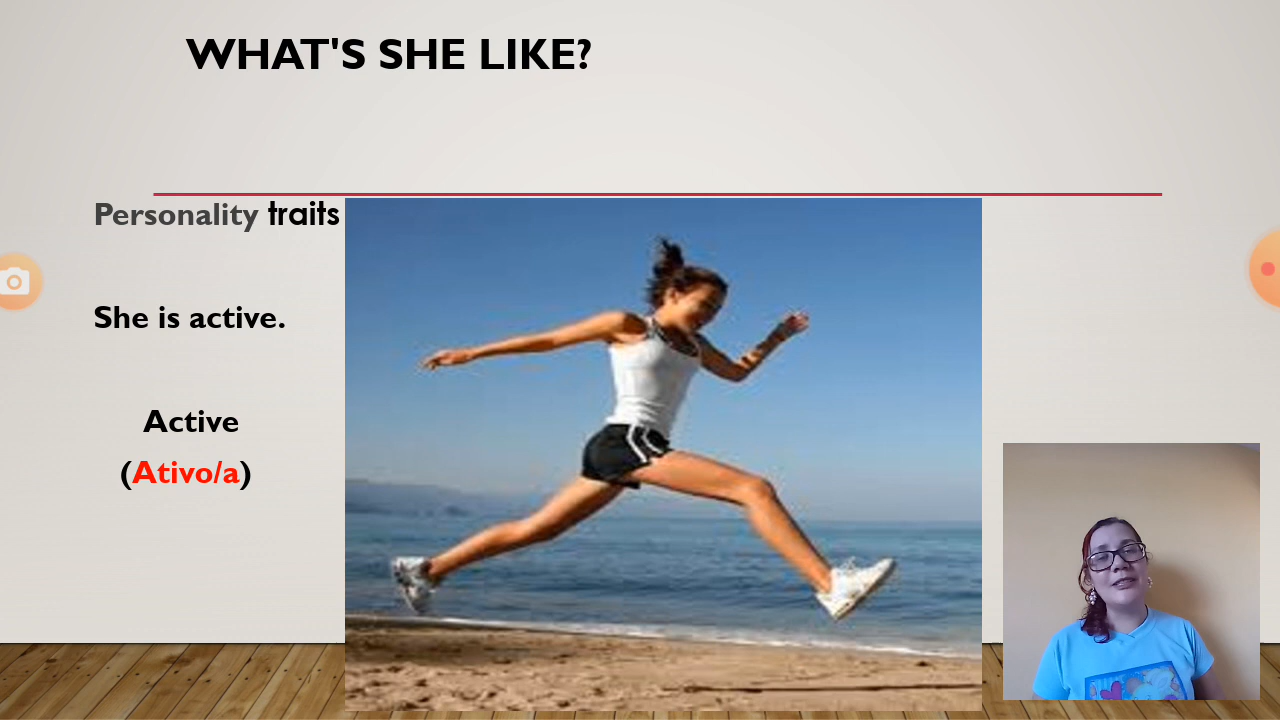 WHAT'S SHE LIKE?
Personality traits
She is active.
Active
(Ativo/a)